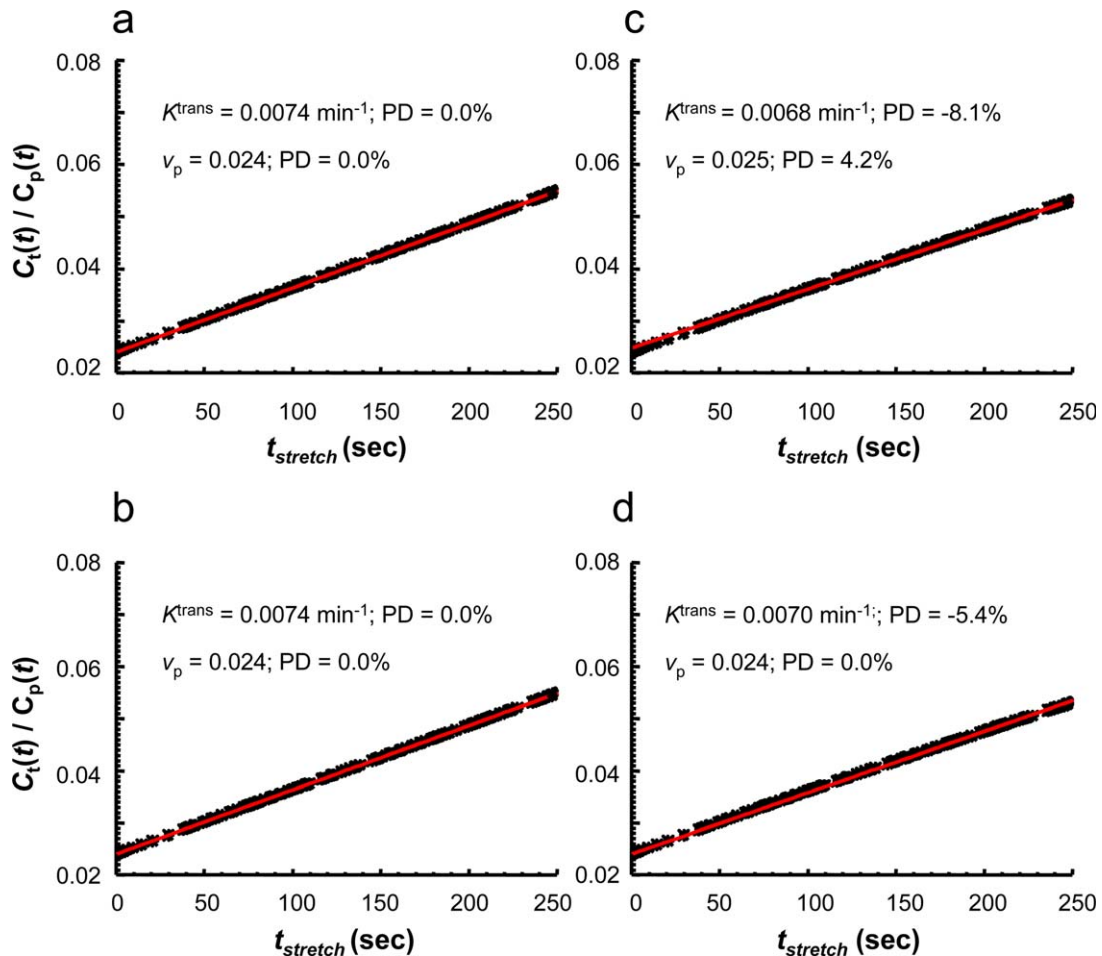 a
0.08
0.06
0.04
0.02
C_t(t) / C_p(t)
K^trans = 0.0074 min^-1; PD = 0.0%
v_p = 0.024; PD = 0.0%
0 50 100 150 200 250
t_stretch (sec)
c
0.08
0.06
0.04
0.02
K^trans = 0.0068 min^-1; PD = -8.1%
v_p = 0.025; PD = 4.2%
0 50 100 150 200 250
t_stretch (sec)
b
0.08
0.06
0.04
0.02
C_t(t) / C_p(t)
K^trans = 0.0074 min^-1; PD = 0.0%
v_p = 0.024; PD = 0.0%
0 50 100 150 200 250
t_stretch (sec)
d
0.08
0.06
0.04
0.02
K^trans = 0.0070 min^-1;; PD = -5.4%
v_p = 0.024; PD = 0.0%
0 50 100 150 200 250
t_stretch (sec)